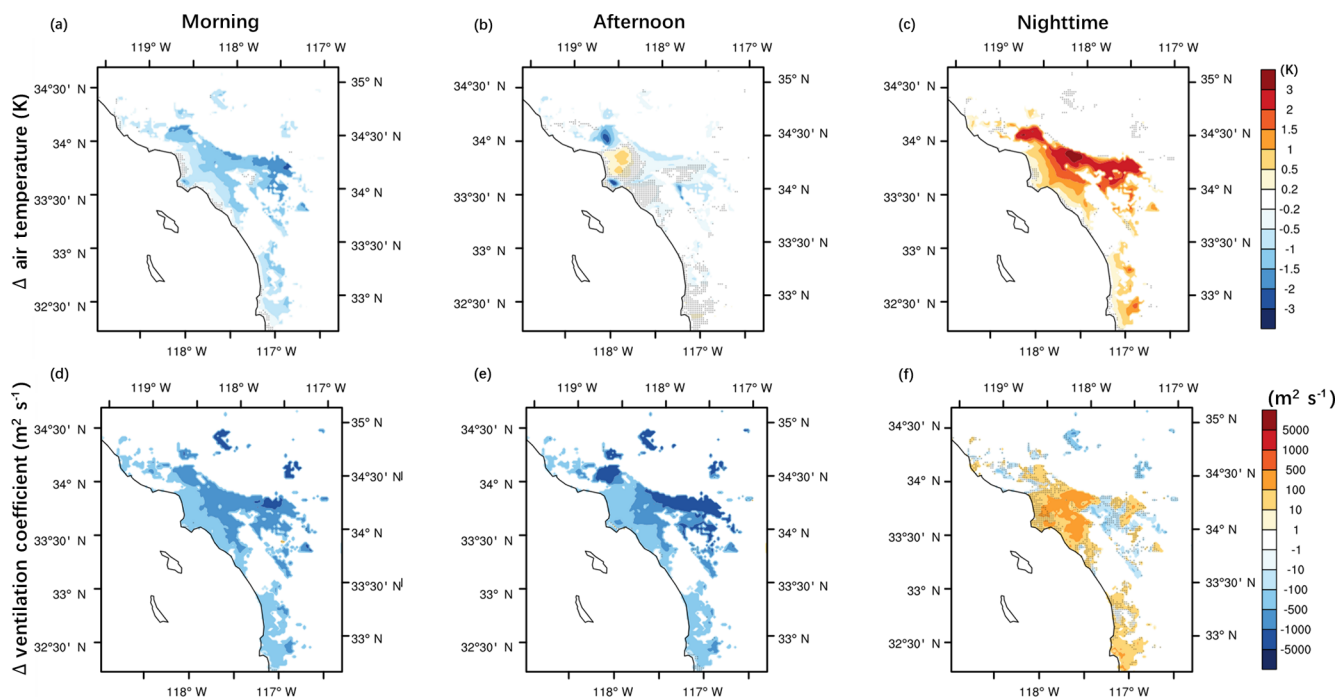 Morning
Afternoon
Nighttime
(a)
(b)
(c)
119° W 118° W 117° W
119° W 118° W 117° W
119° W 118° W 117° W
Δ air temperature (K)
34°30' N
34° N
33°30' N
33° N
32°30' N
35° N
34°30' N
34° N
33°30' N
33° N
118° W 117° W
34°30' N
34° N
33°30' N
33° N
32°30' N
35° N
34°30' N
34° N
33°30' N
33° N
118° W 117° W
34°30' N
34° N
33°30' N
33° N
32°30' N
35° N
34°30' N
34° N
33°30' N
33° N
118° W 117° W
(K)
3
2
1.5
1
0.5
0.2
-0.2
-0.5
-1
-1.5
-2
-3
(d)
(e)
(f)
119° W 118° W 117° W
119° W 118° W 117° W
119° W 118° W 117° W
Δ ventilation coefficient (m² s⁻¹)
34°30' N
34° N
33°30' N
33° N
32°30' N
35° N
34°30' N
34° N
33°30' N
33° N
118° W 117° W
34°30' N
34° N
33°30' N
33° N
32°30' N
35° N
34°30' N
34° N
33°30' N
33° N
118° W 117° W
34°30' N
34° N
33°30' N
33° N
32°30' N
35° N
34°30' N
34° N
33°30' N
33° N
118° W 117° W
(m² s⁻¹)
5000
1000
500
100
10
1
-1
-10
-100
-500
-1000
-5000